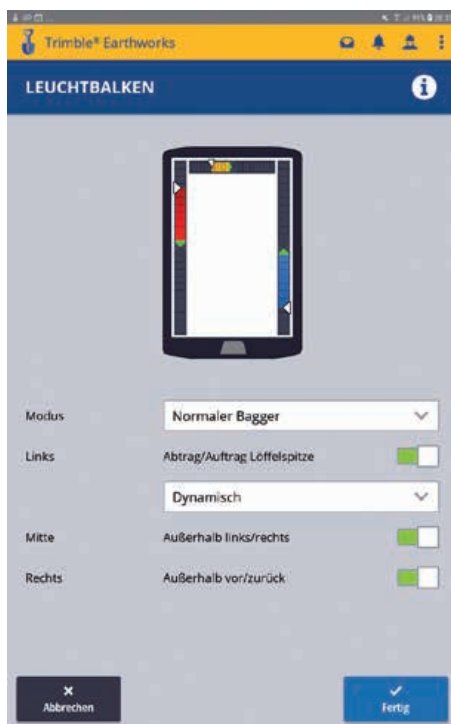 Trimble® Earthworks
LEUCHTBALKEN
Modus
Normaler Bagger
Links
Abtrag/Auftrag Löffelspitze
Dynamisch
Mitte
Außerhalb links/rechts
Rechts
Außerhalb vor/zurück
Abbrechen
Fertig